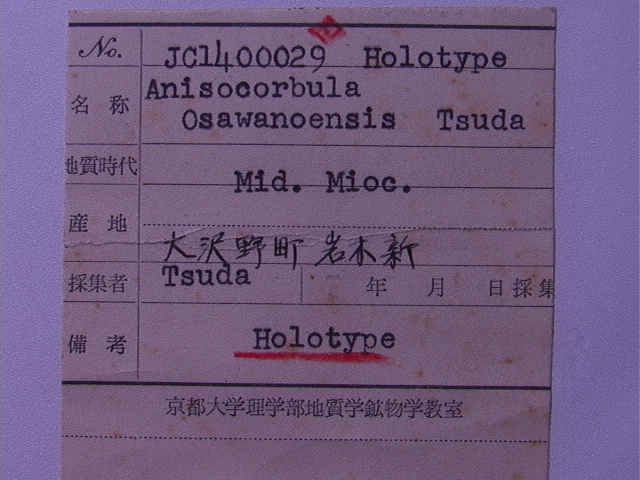 No. JC1400029 Holotype
名称 Anisocorbula
Osawanoensis Tsuda
地質時代 Mid. Mioc.
産地 大沢野町 岩木新
採集者 Tsuda 年 月 日採集
備考 Holotype
京都大学理学部地質学鉱物学教室